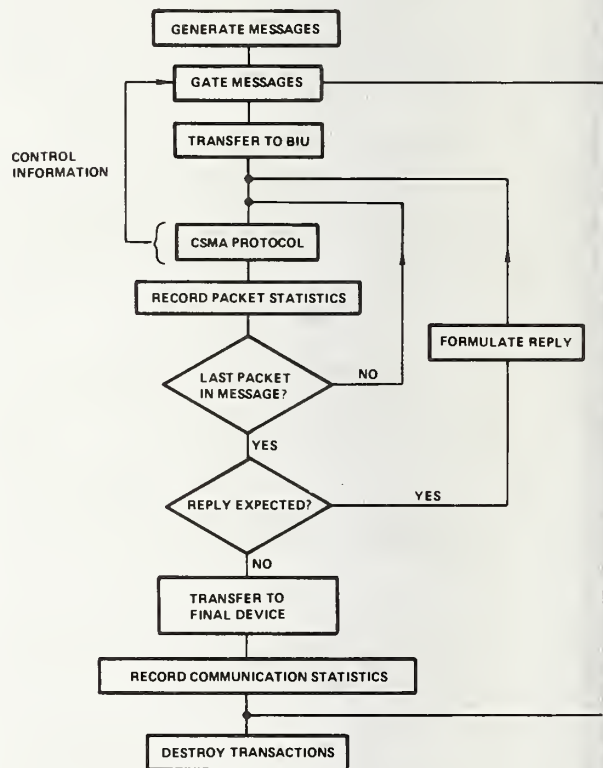 GENERATE MESSAGES
GATE MESSAGES
TRANSFER TO BIU
CONTROL
INFORMATION
CSMA PROTOCOL
RECORD PACKET STATISTICS
FORMULATE REPLY
LAST PACKET
IN MESSAGE?
NO
YES
REPLY EXPECTED?
YES
NO
TRANSFER TO
FINAL DEVICE
RECORD COMMUNICATION STATISTICS
DESTROY TRANSACTIONS